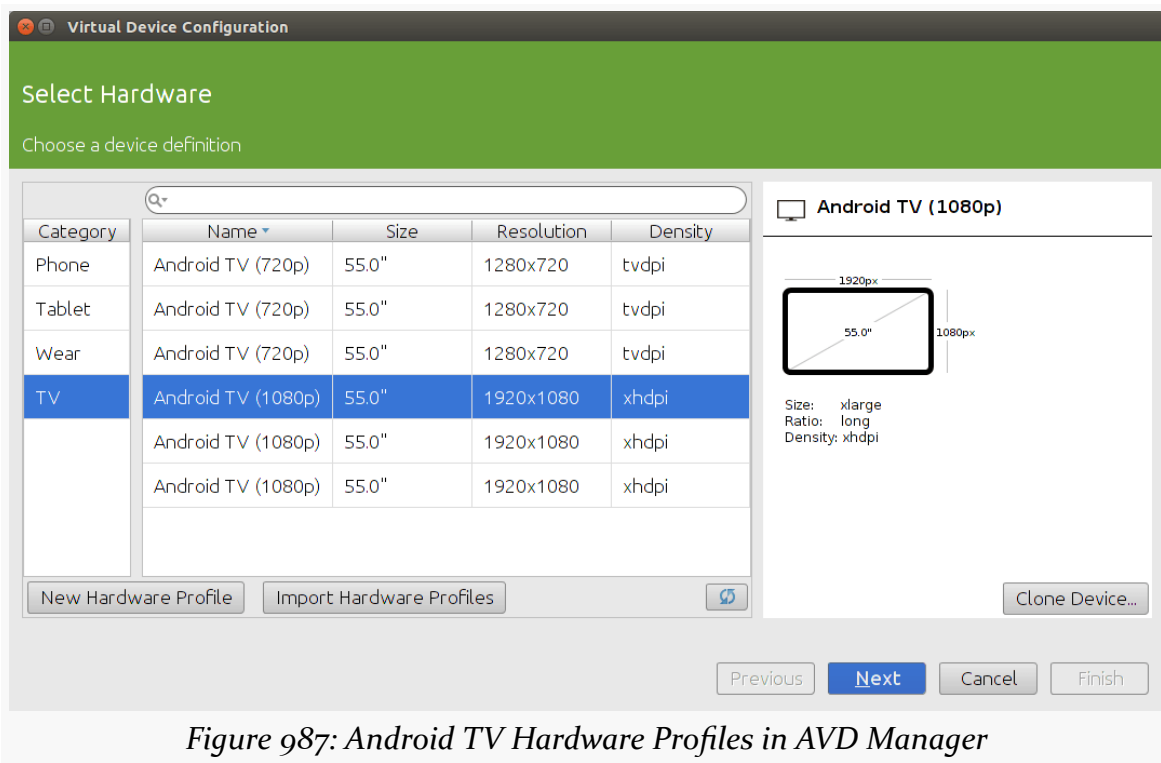 Virtual Device Configuration
Select Hardware
Choose a device definition
Category Name Size Resolution Density
Phone
Tablet
Wear
TV
Android TV (720p) 55.0" 1280x720 tvdpi
Android TV (720p) 55.0" 1280x720 tvdpi
Android TV (720p) 55.0" 1280x720 tvdpi
Android TV (1080p) 55.0" 1920x1080 xhdpi
Android TV (1080p) 55.0" 1920x1080 xhdpi
Android TV (1080p) 55.0" 1920x1080 xhdpi
New Hardware Profile Import Hardware Profiles
Android TV (1080p)
1920px
55.0"
1080px
Size: xlarge
Ratio: long
Density: xhdpi
Clone Device...
Previous Next Cancel Finish
Figure 987: Android TV Hardware Profiles in AVD Manager